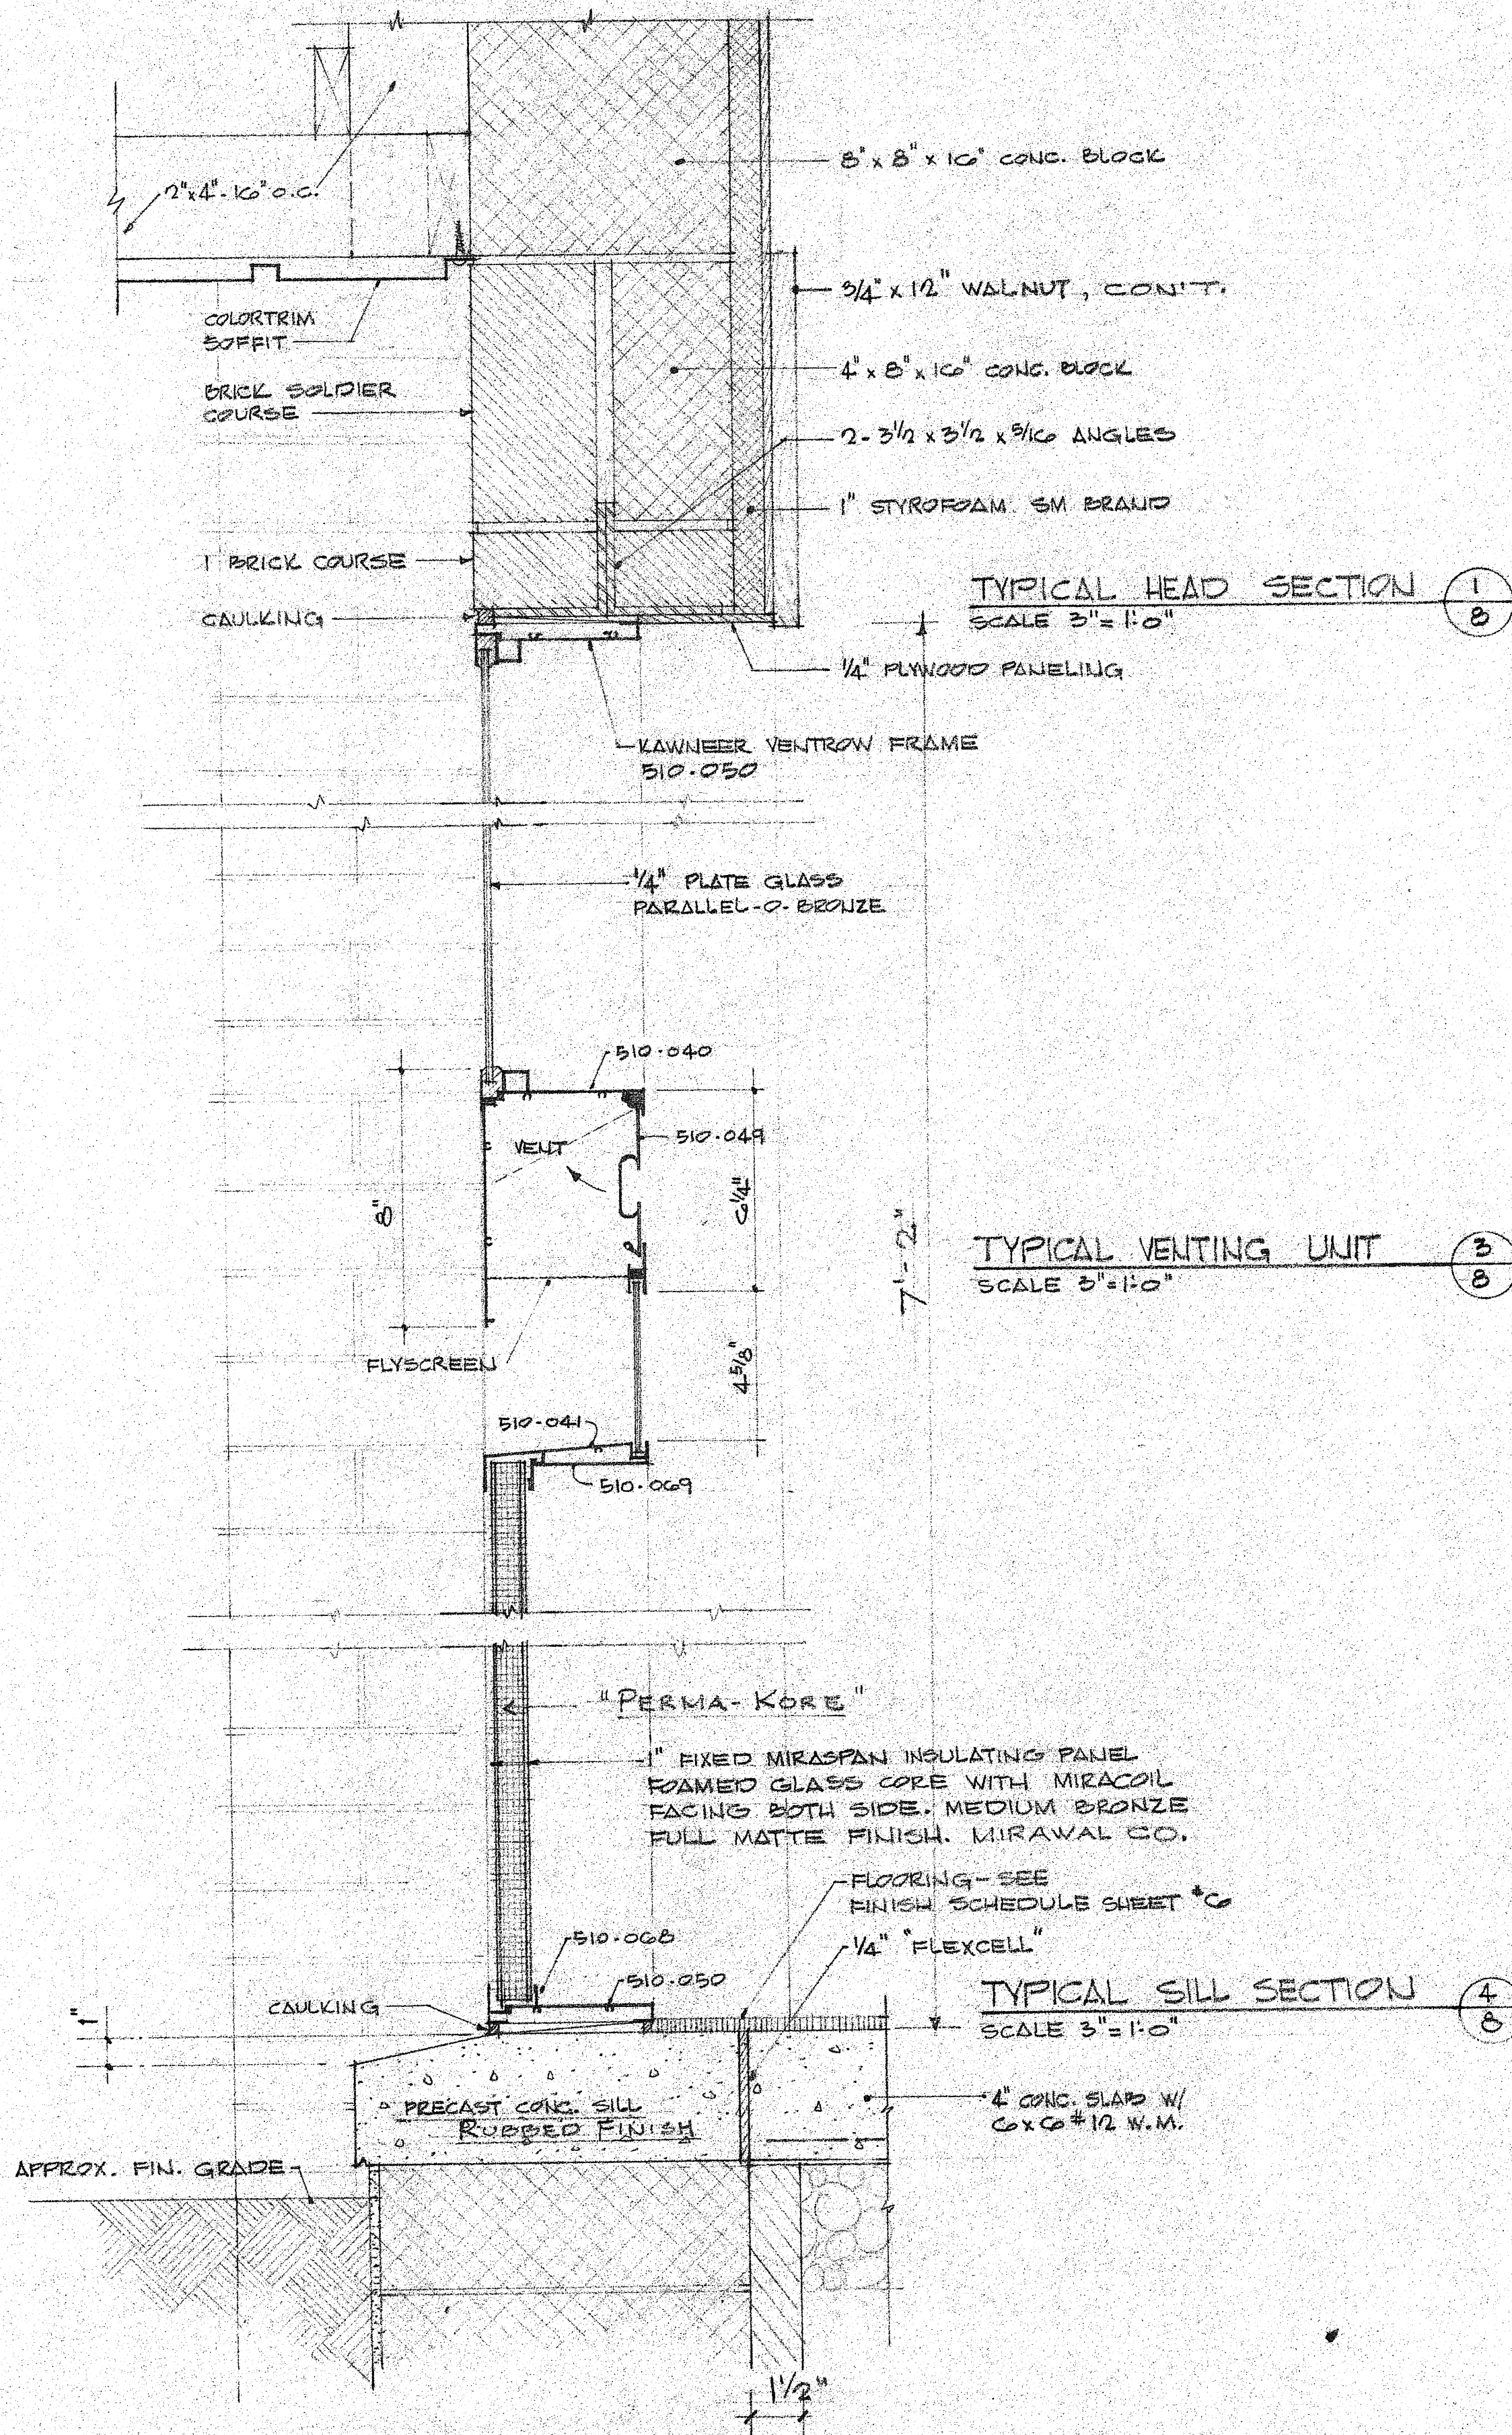 8" x 8" x 16" CONC. BLOCK
2"x4"-16" O.C.
3/4" x 12" WALNUT, CON'T.
COLORTRIM
SOFFIT
4" x 8" x 16" CONC. BLOCK
BRICK SOLDIER
COURSE
2- 3 1/2 x 3 1/2 x 5/16 ANGLES
1" STYROFOAM SM BRAND
1 BRICK COURSE
TYPICAL HEAD SECTION 1
SCALE 3"= 1'-0" 8
CAULKING
1/4" PLYWOOD PANELING
KAWNEER VENTROW FRAME
510-050
1/4" PLATE GLASS
PARALLEL-O-BRONZE
510-040
510-049
VENT
8"
6 1/4"
7'-2"
TYPICAL VENTING UNIT 3
SCALE 3"=1'-0" 8
FLYSCREEN
4 5/8"
510-041
510-069
"PERMA-KORE"
1" FIXED MIRASPAN INSULATING PANEL
FOAMED GLASS CORE WITH MIRACOIL
FACING BOTH SIDE. MEDIUM BRONZE
FULL MATTE FINISH. MIRAWAL CO.
FLOORING - SEE
FINISH SCHEDULE SHEET #6
510-068
1/4" "FLEXCELL"
510-050
CAULKING
1"
TYPICAL SILL SECTION 4
SCALE 3"=1'-0" 8
PRECAST CONC. SILL
RUBBED FINISH
4" CONC. SLAB W/
6x6 #12 W.M.
APPROX. FIN. GRADE
1 1/2"